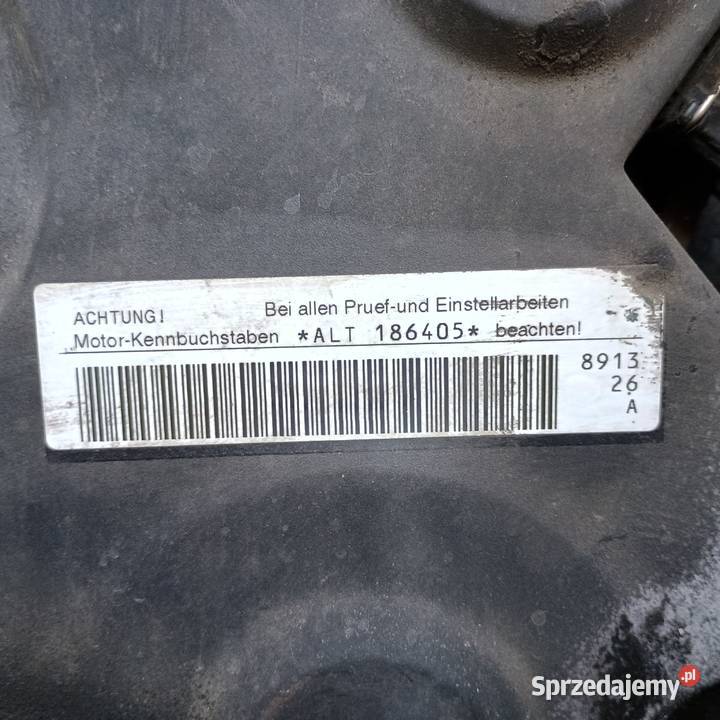 ACHTUNG! Bei allen Pruef-und Einstellarbeiten
Motor-Kennbuchstaben *ALT 186405* beachten!
8913
26
A
Sprzedajemy.pl